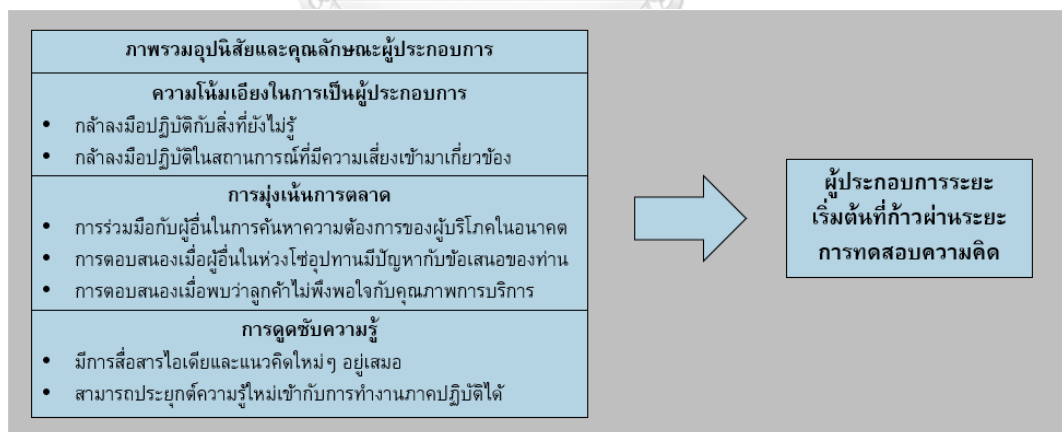 ภาพรวมอุปนิสัยและคุณลักษณะผู้ประกอบการ
ความโน้มเอียงในการเป็นผู้ประกอบการ
• กล้าลงมือปฏิบัติกับสิ่งที่ยังไม่รู้
• กล้าลงมือปฏิบัติในสถานการณ์ที่มีความเสี่ยงเข้ามาเกี่ยวข้อง
การมุ่งเน้นการตลาด
• การร่วมมือกับผู้อื่นในการค้นหาความต้องการของผู้บริโภคในอนาคต
• การตอบสนองเมื่อผู้อื่นในห่วงโซ่อุปทานมีปัญหากับข้อเสนอของท่าน
• การตอบสนองเมื่อพบว่าลูกค้าไม่พึงพอใจกับคุณภาพการบริการ
การดูดซับความรู้
• มีการสื่อสารไอเดียและแนวคิดใหม่ๆ อยู่เสมอ
• สามารถประยุกต์ความรู้ใหม่เข้ากับการทำงานภาคปฏิบัติได้
ผู้ประกอบการระยะ
เริ่มต้นที่ก้าวผ่านระยะ
การทดสอบความคิด